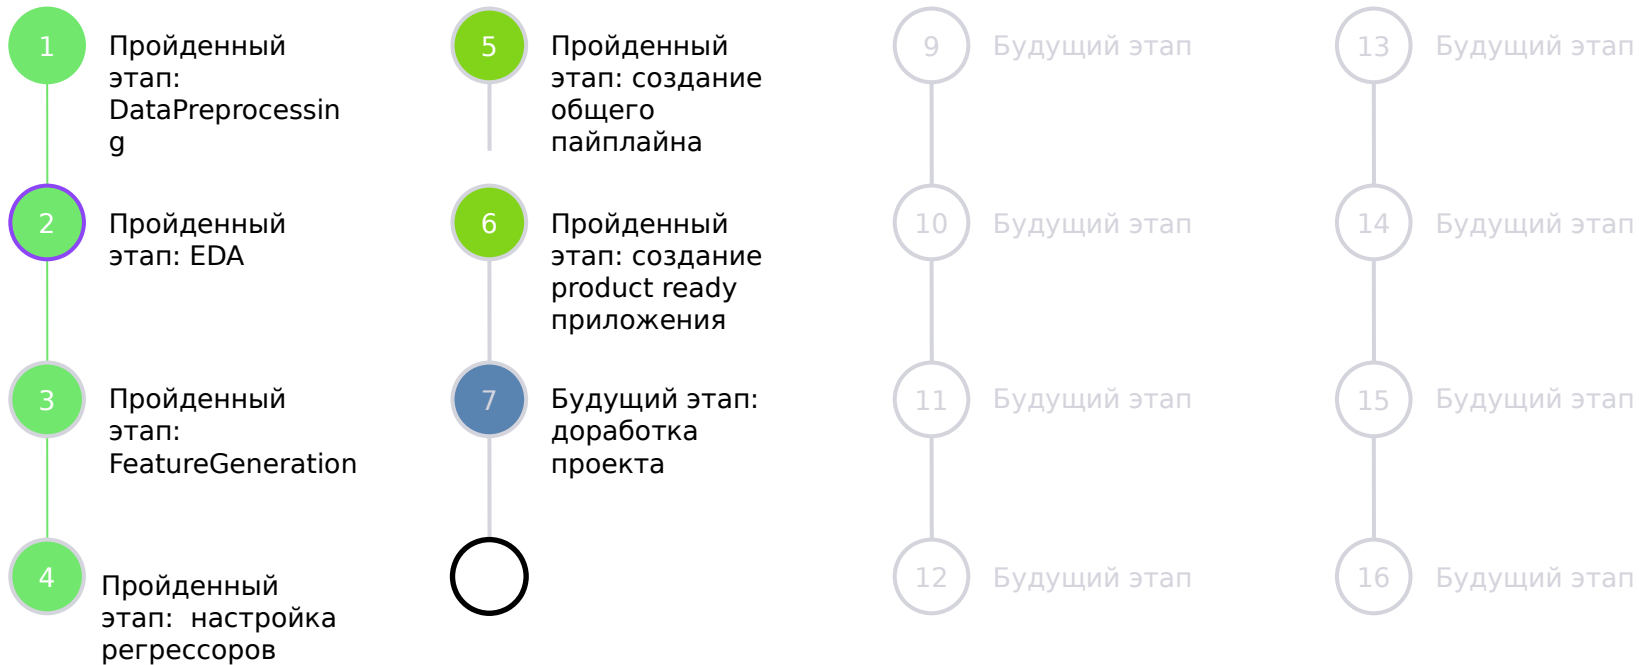 1
Пройденный
этап:
DataPreprocessin
g
2
Пройденный
этап: EDA
3
Пройденный
этап:
FeatureGeneration
4
Пройденный
этап:  настройка
регрессоров
5
Пройденный
этап: создание
общего
пайплайна
6
Пройденный
этап: создание
product ready
приложения
7
Будущий этап:
доработка
проекта
9
Будущий этап
10
Будущий этап
11
Будущий этап
12
Будущий этап
13
Будущий этап
14
Будущий этап
15
Будущий этап
16
Будущий этап